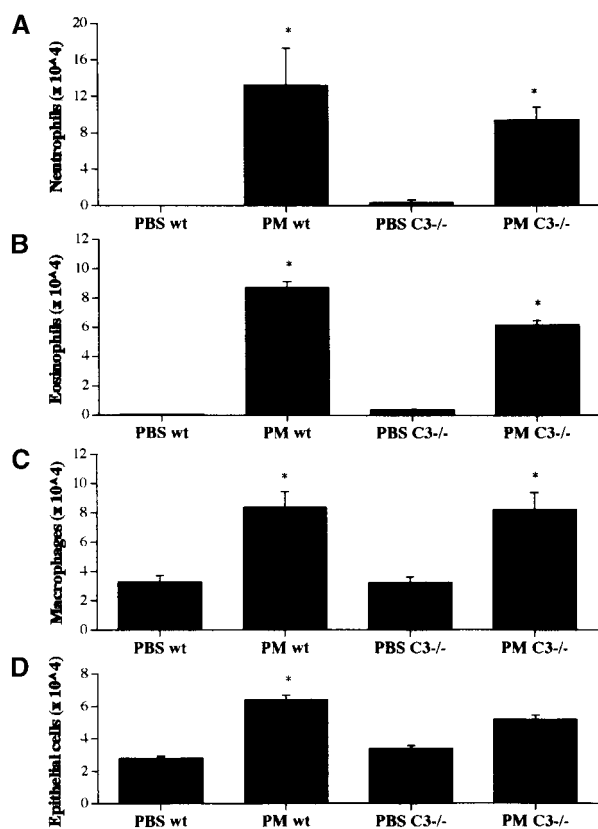 A
Neutrophils (x 10^4)
20
16
12
8
4
0
*
*
PBS wt PM wt PBS C3-/- PM C3-/-
B
Eosinophils (x 10^4)
12
10
8
6
4
2
0
*
*
PBS wt PM wt PBS C3-/- PM C3-/-
C
Macrophages (x 10^4)
12
10
8
6
4
2
0
*
*
PBS wt PM wt PBS C3-/- PM C3-/-
D
Epithelial cells (x 10^4)
8
6
4
2
0
*
PBS wt PM wt PBS C3-/- PM C3-/-